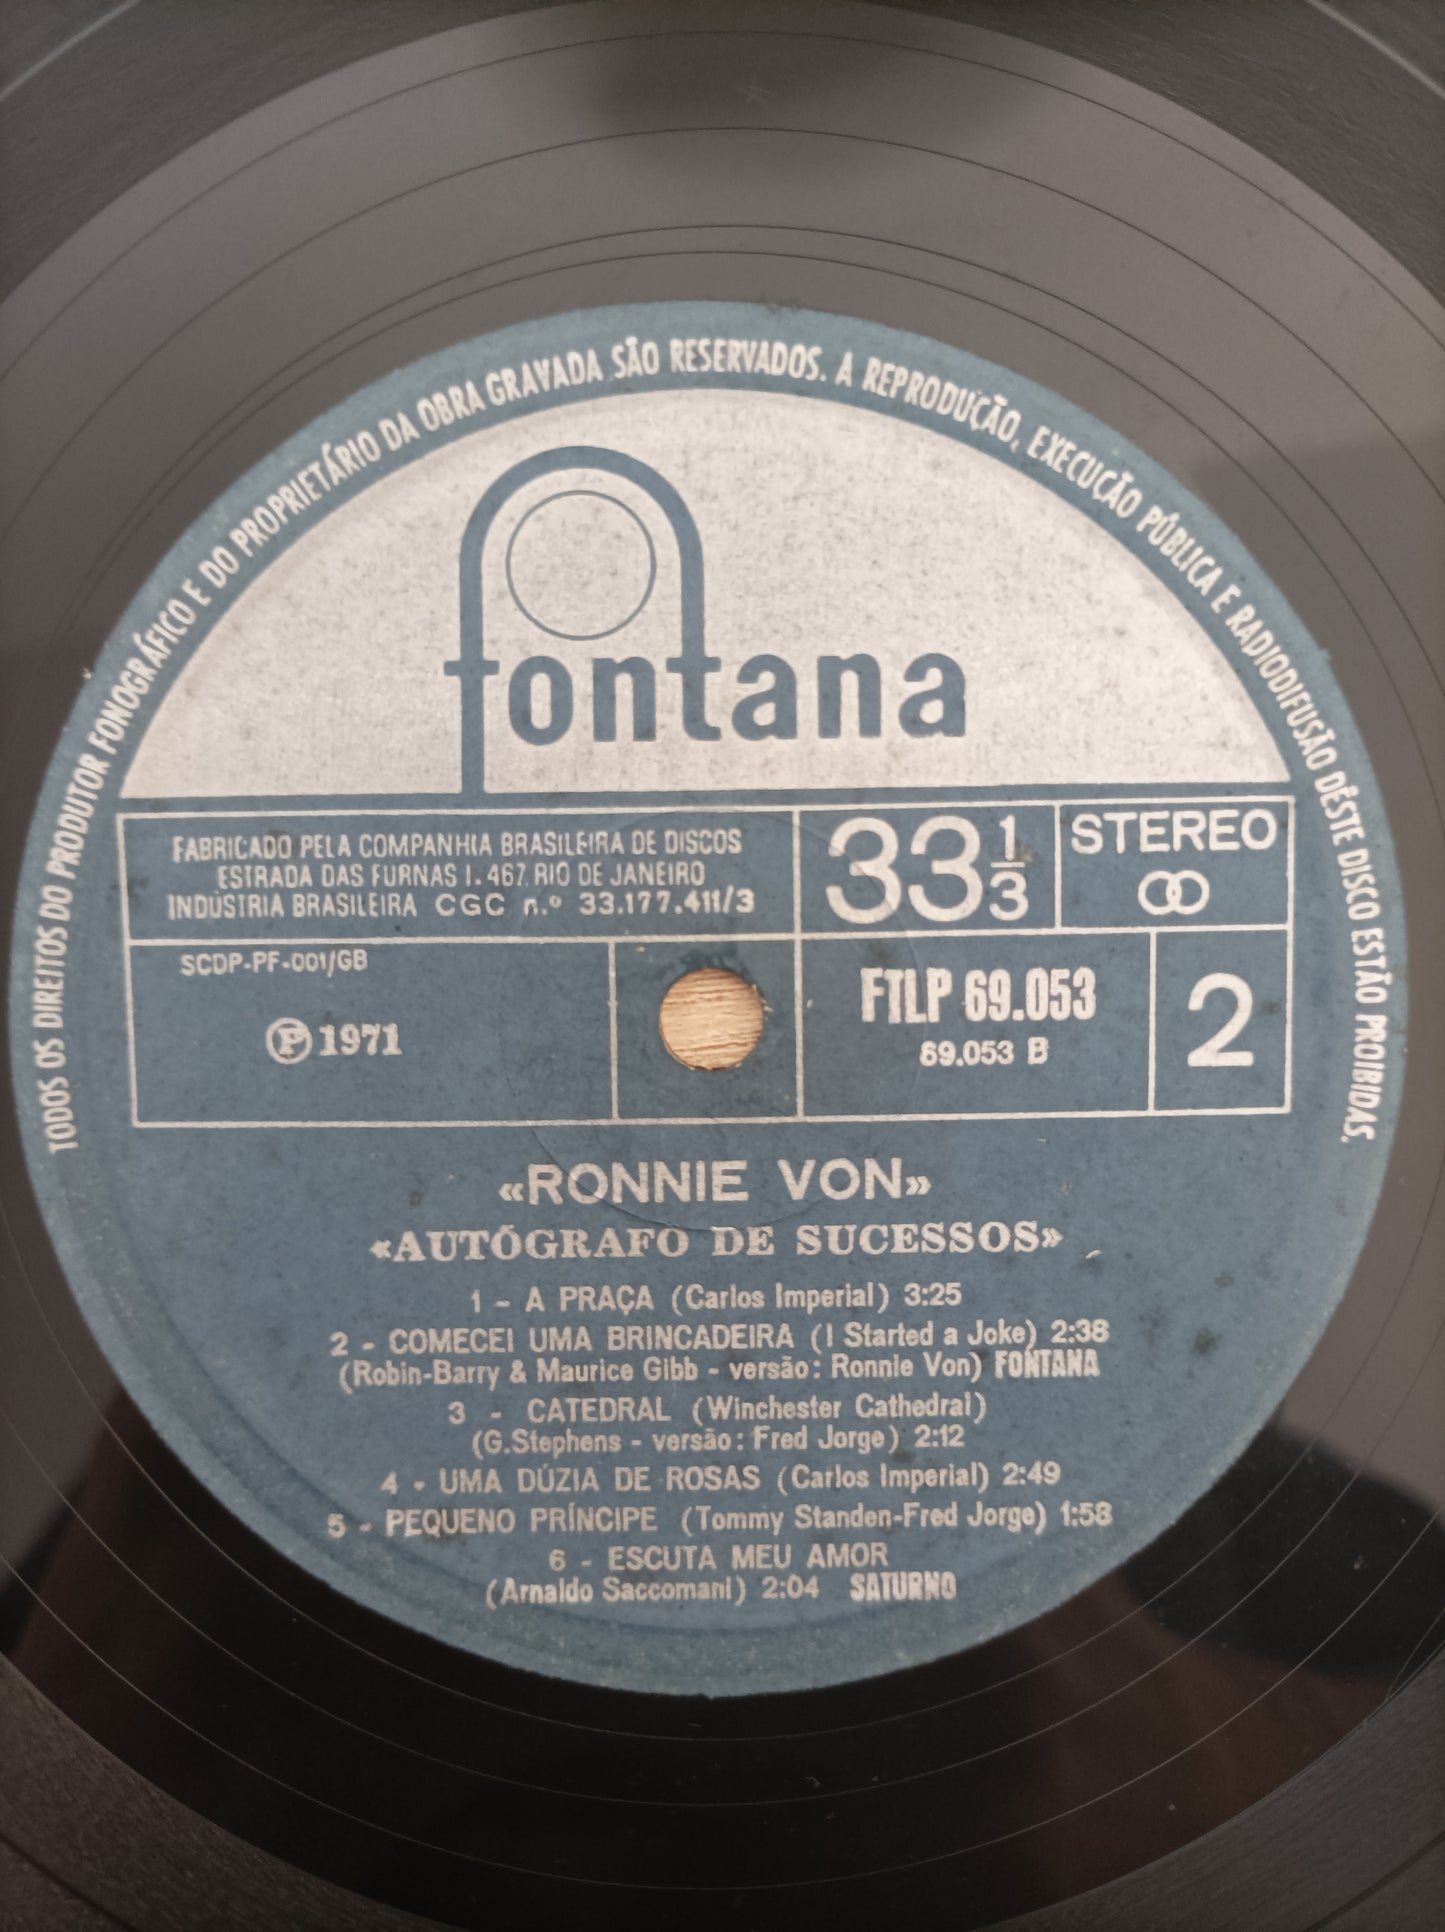 TODOS OS DIREITOS DO PRODUTOR FONOGRÁFICO E DO PROPRIETÁRIO DA OBRA GRAVADA SÃO RESERVADOS. A REPRODUÇÃO, EXECUÇÃO PÚBLICA E RADIODIFUSÃO DÊSTE DISCO ESTÃO PROIBIDAS.
fontana
FABRICADO PELA COMPANHIA BRASILEIRA DE DISCOS
ESTRADA DAS FURNAS 1.467 RIO DE JANEIRO
INDÚSTRIA BRASILEIRA CGC n.º 33.177.411/3
33 1/3
STEREO
SCDP-PF-001/GB
Ⓟ 1971
FTLP 69.053
69.053 B
2
«RONNIE VON»
«AUTÓGRAFO DE SUCESSOS»
1 - A PRAÇA (Carlos Imperial) 3:25
2 - COMECEI UMA BRINCADEIRA (I Started a Joke) 2:38
(Robin-Barry & Maurice Gibb - versão: Ronnie Von) FONTANA
3 - CATEDRAL (Winchester Cathedral)
(G.Stephens - versão: Fred Jorge) 2:12
4 - UMA DÚZIA DE ROSAS (Carlos Imperial) 2:49
5 - PEQUENO PRÍNCIPE (Tommy Standen-Fred Jorge) 1:58
6 - ESCUTA MEU AMOR
(Arnaldo Saccomani) 2:04 SATURNO